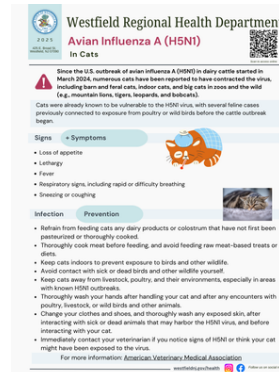 Westfield Regional Health Departmen
2025
Avian Influenza A (H5N1)
In Cats
Since the U.S. outbreak of avian influenza A (H5N1) in dairy cattle started in
March 2024, numerous cats have been reported to have contracted the virus,
including barn and feral cats, indoor cats, and big cats in zoos and the wild
(e.g., mountain lions, tigers, leopards, and bobcats).
Cats were already known to be vulnerable to the H5N1 virus, with several feline cases
previously connected to exposure from poultry or wild birds before the cattle outbreak
began.
Signs + Symptoms
Loss of appetite
Lethargy
Fever
Respiratory signs, including rapid or difficulty breathing
Sneezing or coughing
Infection Prevention
Refrain from feeding cats any dairy products or colostrum that have not first been
pasteurized or thoroughly cooked.
Thoroughly cook meat before feeding, and avoid feeding raw meat-based treats or
diets.
Keep cats indoors to prevent exposure to birds and other wildlife.
Avoid contact with sick or dead birds and other wildlife yourself.
Keep cats away from livestock, poultry, and their environments, especially in areas
with known H5N1 outbreaks.
Thoroughly wash your hands after handling your cat and after any encounters with
poultry, livestock, or wild birds and other animals.
Change your clothes and shoes, and thoroughly wash any exposed skin, after
interacting with sick or dead animals that may harbor the H5N1 virus, and before
interacting with your cat.
Immediately contact your veterinarian if you notice signs of H5N1 or think your cat
might have been exposed to the virus.
For more information: American Veterinary Medical Association
westfieldnj.gov/health